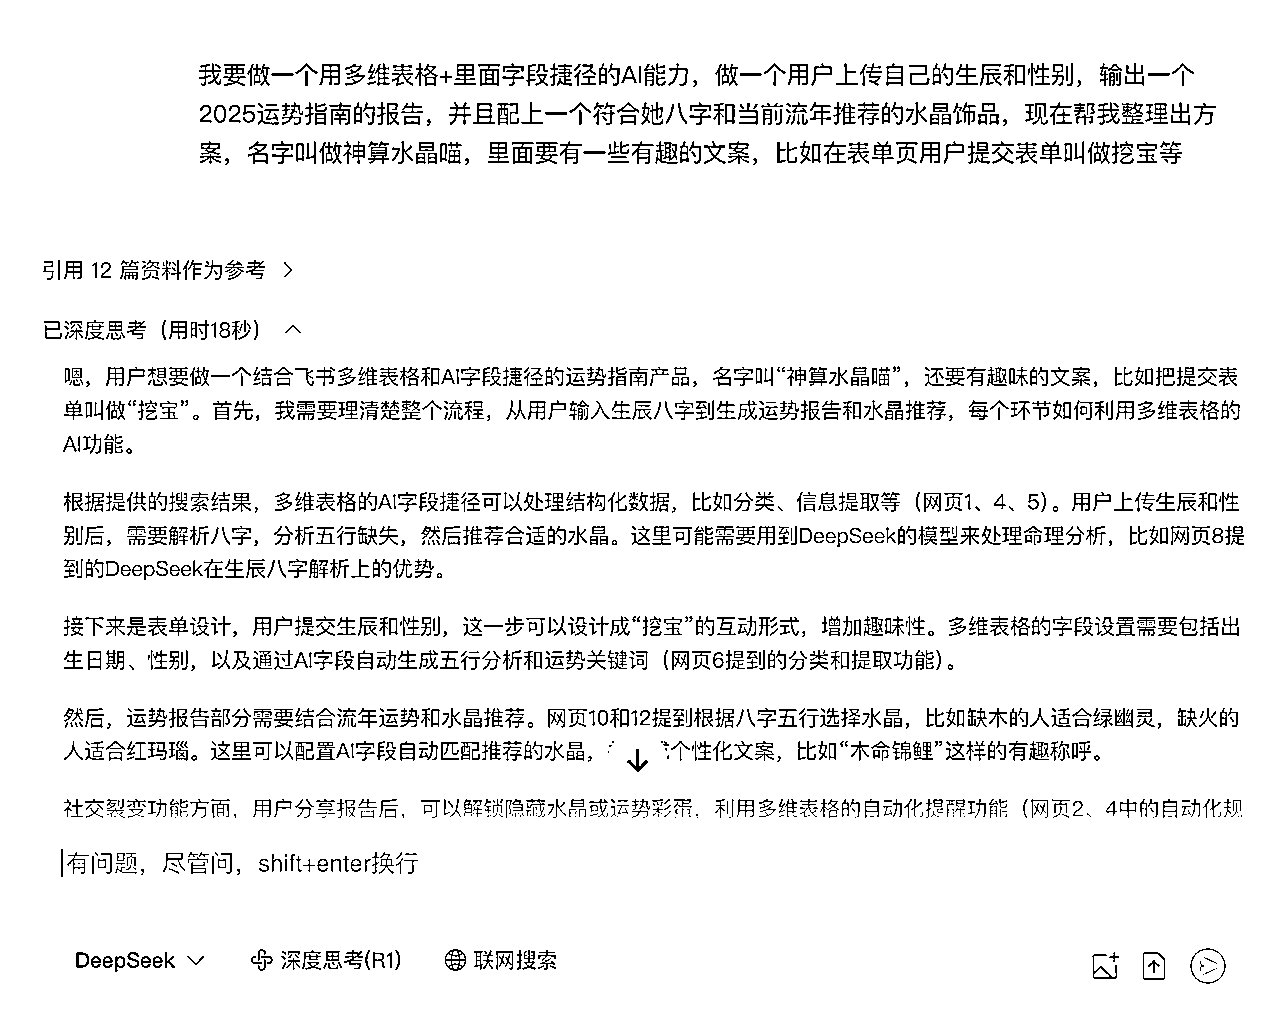 我要做一个用多维表格+里面字段捷径的AI能力，做一个用户上传自己的生辰和性别，输出一个
2025运势指南的报告，并且配上一个符合她八字和当前流年推荐的水晶饰品，现在帮我整理出方
案，名字叫做神算水晶喵，里面要有一些有趣的文案，比如在表单页用户提交表单叫做挖宝等
引用 12 篇资料作为参考
已深度思考（用时18秒）
嗯，用户想要做一个结合飞书多维表格和AI字段捷径的运势指南产品，名字叫“神算水晶喵”，还要有趣味的文案，比如把提交表
单叫做“挖宝”。首先，我需要理清楚整个流程，从用户输入生辰八字到生成运势报告和水晶推荐，每个环节如何利用多维表格的
AI功能。
根据提供的搜索结果，多维表格的AI字段捷径可以处理结构化数据，比如分类、信息提取等（网页1、4、5）。用户上传生辰和性
别后，需要解析八字，分析五行缺失，然后推荐合适的水晶。这里可能需要用到DeepSeek的模型来处理命理分析，比如网页8提
到的DeepSeek在生辰八字解析上的优势。
接下来是表单设计，用户提交生辰和性别，这一步可以设计成“挖宝”的互动形式，增加趣味性。多维表格的字段设置需要包括出
生日期、性别，以及通过AI字段自动生成五行分析和运势关键词（网页6提到的分类和提取功能）。
然后，运势报告部分需要结合流年运势和水晶推荐。网页10和12提到根据八字五行选择水晶，比如缺木的人适合绿幽灵，缺火的
人适合红玛瑙。这里可以配置AI字段自动匹配推荐的水晶，个性化文案，比如“木命锦鲤”这样的有趣称呼。
社交裂变功能方面，用户分享报告后，可以解锁隐藏水晶或运势彩蛋，利用多维表格的自动化提醒功能（网页2、4中的自动化规
有问题，尽管问，shift+enter换行
DeepSeek 深度思考(R1) 联网搜索